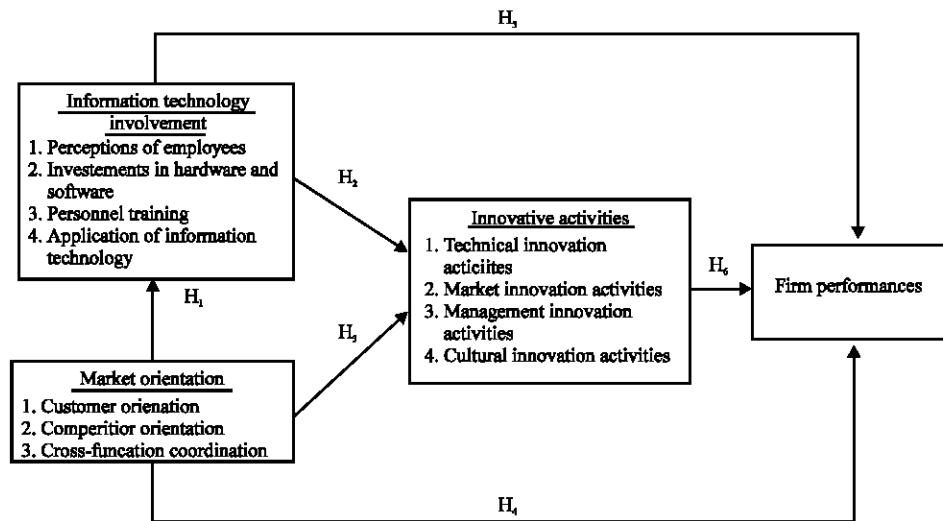 H₃
Information technology
involvement
1. Perceptions of employees
2. Investements in hardware and
software
3. Personnel training
4. Application of information
technology
H₂
Innovative activities
1. Technical innovation
acticiites
2. Market innovation activities
3. Management innovation
activities
4. Cultural innovation activities
H₆
Firm performances
H₁
H₅
Market orientation
1. Customer orienation
2. Comperitior orientation
3. Cross-funcation coordination
H₄